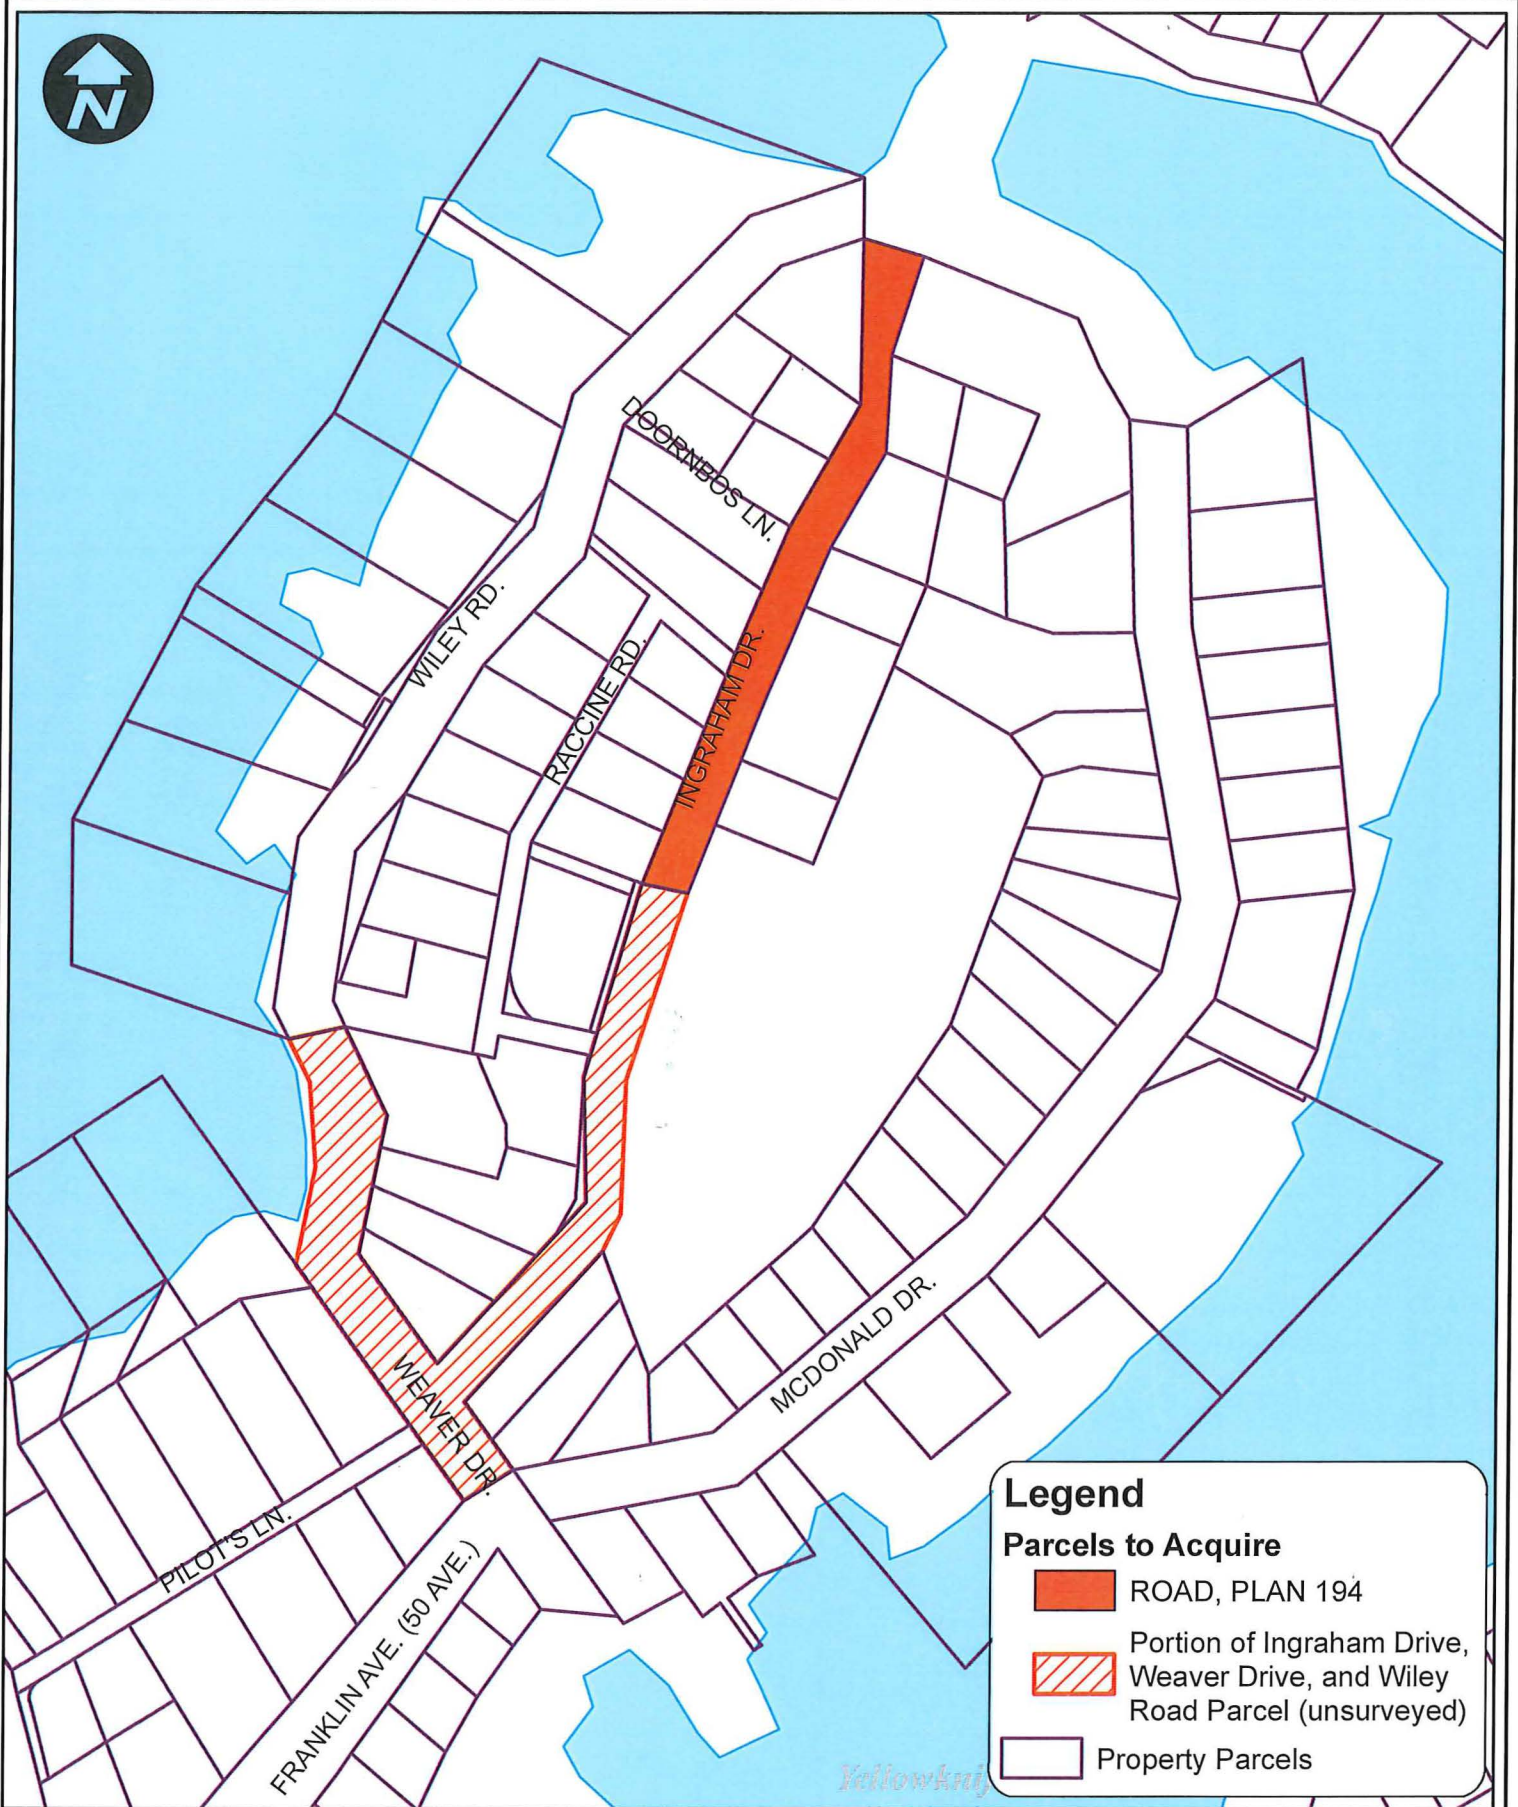 N
DOORNBOS LN.
WILEY RD.
RACCINE RD.
INGRAHAM DR.
MCDONALD DR.
WEAVER DR.
PILOT'S LN.
FRANKLIN AVE. (50 AVE.)
Legend
Parcels to Acquire
ROAD, PLAN 194
Portion of Ingraham Drive,
Weaver Drive, and Wiley
Road Parcel (unsurveyed)
Property Parcels